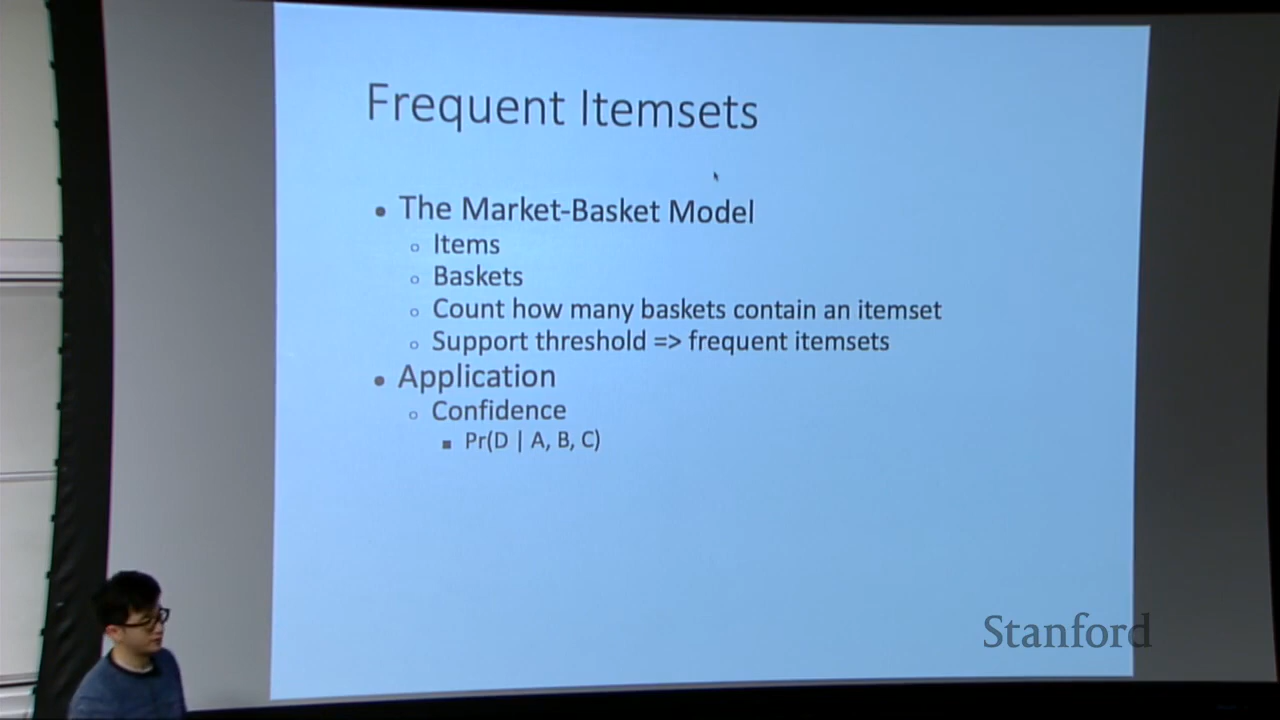 Frequent Itemsets
• The Market-Basket Model
○ Items
○ Baskets
○ Count how many baskets contain an itemset
○ Support threshold => frequent itemsets
• Application
○ Confidence
■ Pr(D | A, B, C)
Stanford